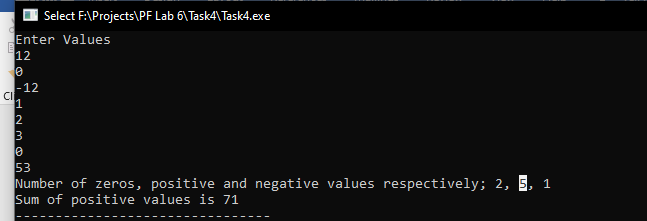 Select F:\Projects\PF Lab 6\Task4\Task4.exe
Enter Values
12
0
-12
1
2
3
0
53
Number of zeros, positive and negative values respectively; 2, 5, 1
Sum of positive values is 71
--------------------------------